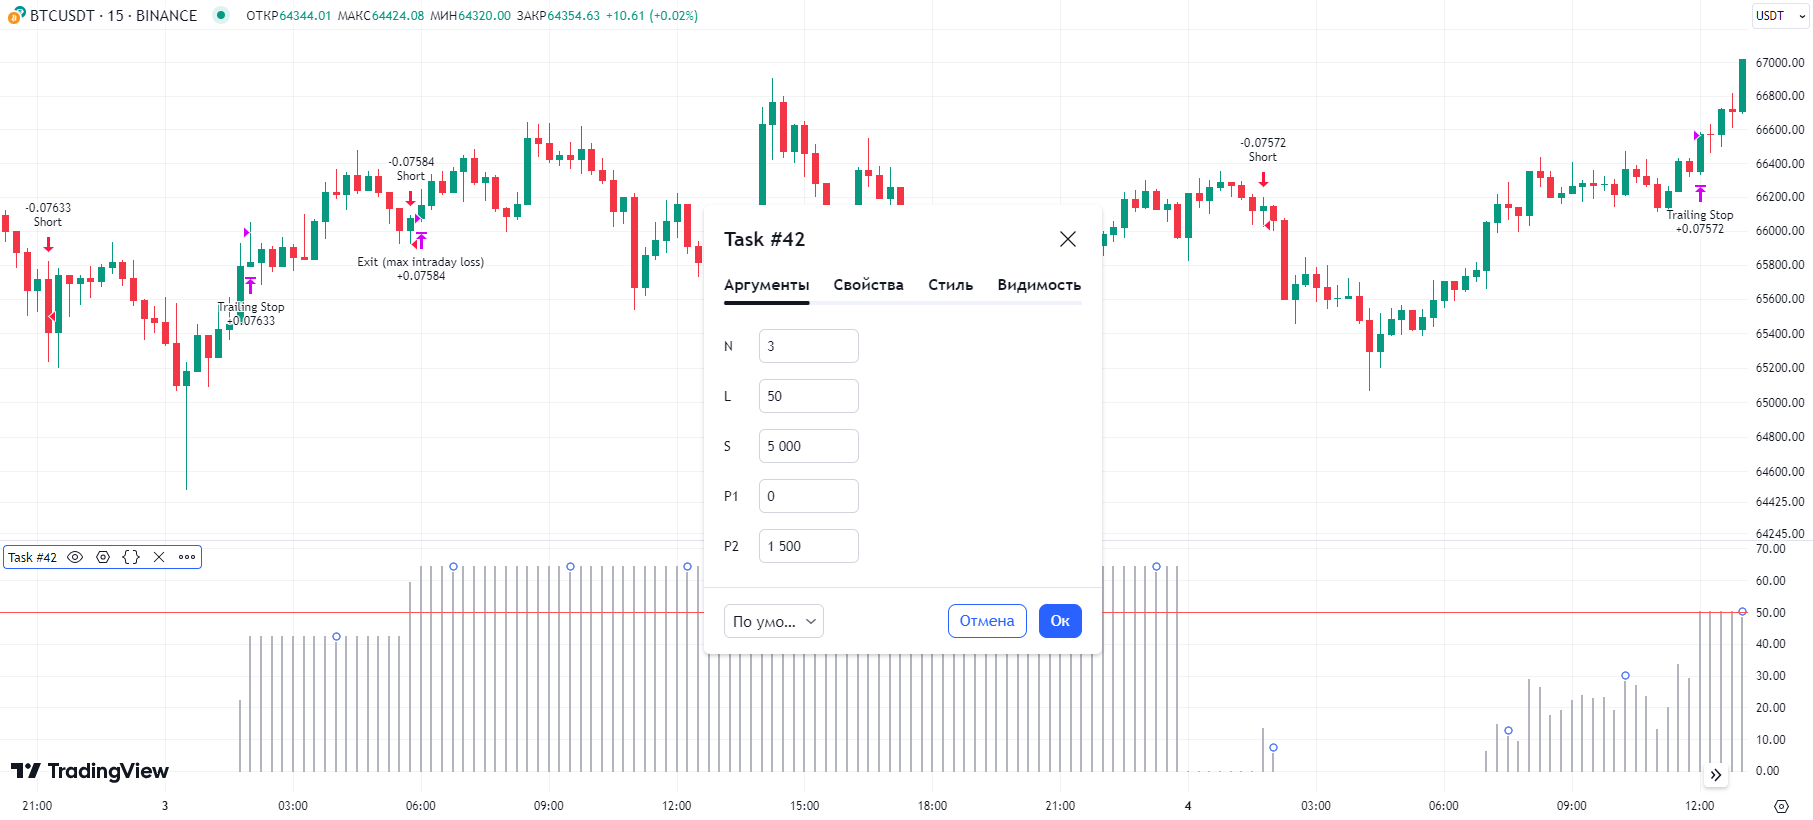 BTCUSDT · 15 · BINANCE ОТКР64344.01 МАКС64424.08 МИН64320.00 ЗАКР64354.63 +10.61 (+0.02%)
USDT
67000.00
66800.00
66600.00
66400.00
66200.00
66000.00
65800.00
65600.00
65400.00
65200.00
65000.00
64800.00
64600.00
64425.00
64245.00
-0.07633
Short
Trailing Stop
+0.07633
-0.07584
Short
Exit (max intraday loss)
+0.07584
-0.07572
Short
Trailing Stop
+0.07572
Task #42
Аргументы Свойства Стиль Видимость
N 3
L 50
S 5 000
P1 0
P2 1 500
По умо... Отмена Ок
Task #42
70.00
60.00
50.00
40.00
30.00
20.00
10.00
0.00
TradingView
21:00 3 03:00 06:00 09:00 12:00 15:00 18:00 21:00 4 03:00 06:00 09:00 12:00